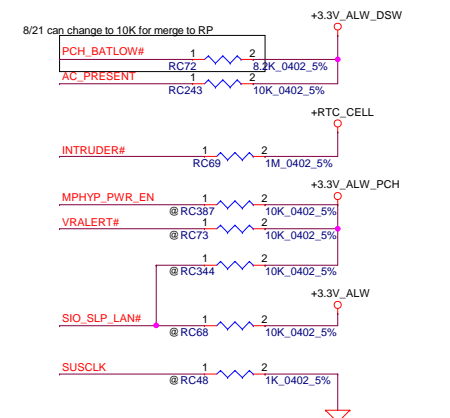 +3.3V_ALW_DSW
8/21 can change to 10K for merge to RP
PCH_BATLOW# 1 2
RC72 8.2K_0402_5%
AC_PRESENT 1 2
RC243 10K_0402_5%
+RTC_CELL
INTRUDER# 1 2
RC69 1M_0402_5%
+3.3V_ALW_PCH
MPHYP_PWR_EN 1 2
@RC387 10K_0402_5%
VRALERT# 1 2
@RC73 10K_0402_5%
1 2
@RC344 10K_0402_5%
+3.3V_ALW
SIO_SLP_LAN# 1 2
@RC68 10K_0402_5%
SUSCLK 1 2
@RC48 1K_0402_5%